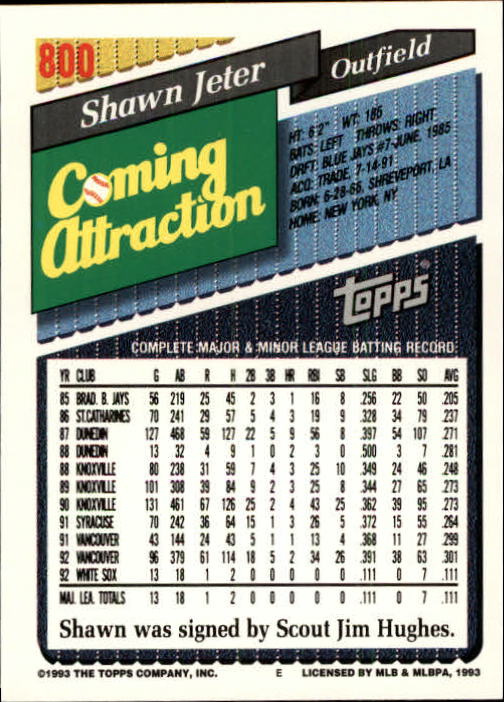 800
Shawn Jeter
Outfield
Coming
Attraction
HT: 6'2" WT: 185
BATS: LEFT THROWS: RIGHT
DRFT: BLUE JAYS #7-JUNE, 1985
ACQ: TRADE, 7-14-91
BORN: 6-28-66, SHREVEPORT, LA
HOME: NEW YORK, NY
topps®
COMPLETE MAJOR & MINOR LEAGUE BATTING RECORD
YR CLUB G AB R H 2B 3B HR RBI SB SLG BB SO AVG
85 BRAD. B. JAYS 56 219 25 45 2 3 1 16 8 .256 22 50 .205
86 ST.CATHARINES 70 241 29 57 5 4 3 19 9 .328 34 79 .237
87 DUNEDIN 127 468 59 127 22 5 9 56 8 .397 54 107 .271
88 DUNEDIN 13 32 4 9 1 0 2 3 0 .500 3 7 .281
88 KNOXVILLE 80 238 31 59 7 4 3 25 10 .349 24 46 .248
89 KNOXVILLE 101 308 39 84 9 2 3 25 8 .344 27 65 .273
90 KNOXVILLE 131 461 67 126 25 2 4 43 25 .362 39 95 .273
91 SYRACUSE 70 242 36 64 15 1 3 26 5 .372 15 55 .264
91 VANCOUVER 43 144 24 43 5 1 1 13 4 .368 11 27 .299
92 VANCOUVER 96 379 61 114 18 5 2 34 26 .391 38 63 .301
92 WHITE SOX 13 18 1 2 0 0 0 0 0 .111 0 7 .111
MAJ. LEA. TOTALS 13 18 1 2 0 0 0 0 0 .111 0 7 .111
Shawn was signed by Scout Jim Hughes.
©1993 THE TOPPS COMPANY, INC. E LICENSED BY MLB & MLBPA, 1993